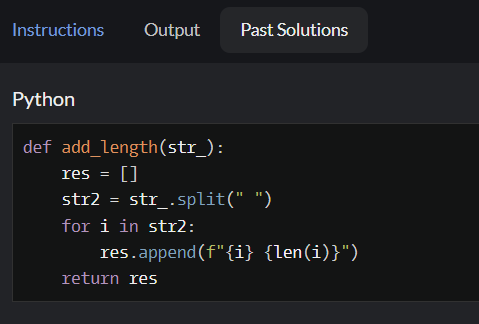 Instructions Output Past Solutions
Python
def add_length(str_):
    res = []
    str2 = str_.split(" ")
    for i in str2:
        res.append(f"{i} {len(i)}")
    return res